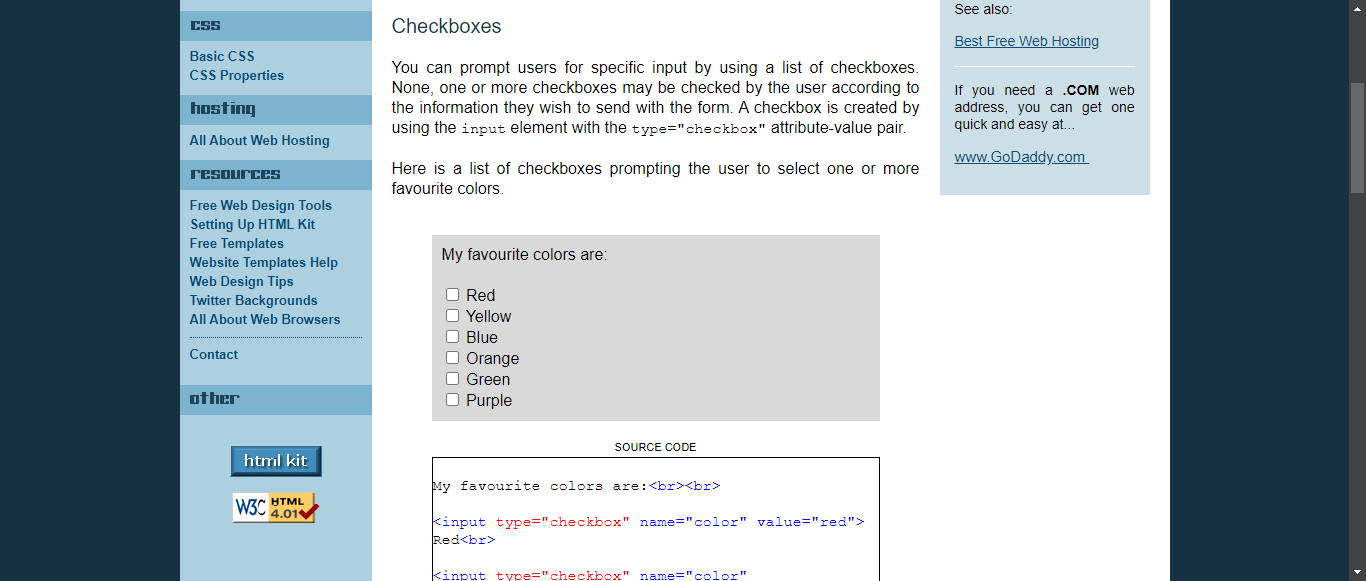 css
Basic CSS
CSS Properties
hosting
All About Web Hosting
resources
Free Web Design Tools
Setting Up HTML Kit
Free Templates
Website Templates Help
Web Design Tips
Twitter Backgrounds
All About Web Browsers
Contact
other
html kit
W3C HTML 4.01
Checkboxes
You can prompt users for specific input by using a list of checkboxes.
None, one or more checkboxes may be checked by the user according to
the information they wish to send with the form. A checkbox is created by
using the input element with the type="checkbox" attribute-value pair.
Here is a list of checkboxes prompting the user to select one or more
favourite colors.
My favourite colors are:
Red
Yellow
Blue
Orange
Green
Purple
SOURCE CODE
My favourite colors are:<br><br>
<input type="checkbox" name="color" value="red">
Red<br>
<input type="checkbox" name="color"
See also:
Best Free Web Hosting
If you need a .COM web
address, you can get one
quick and easy at...
www.GoDaddy.com